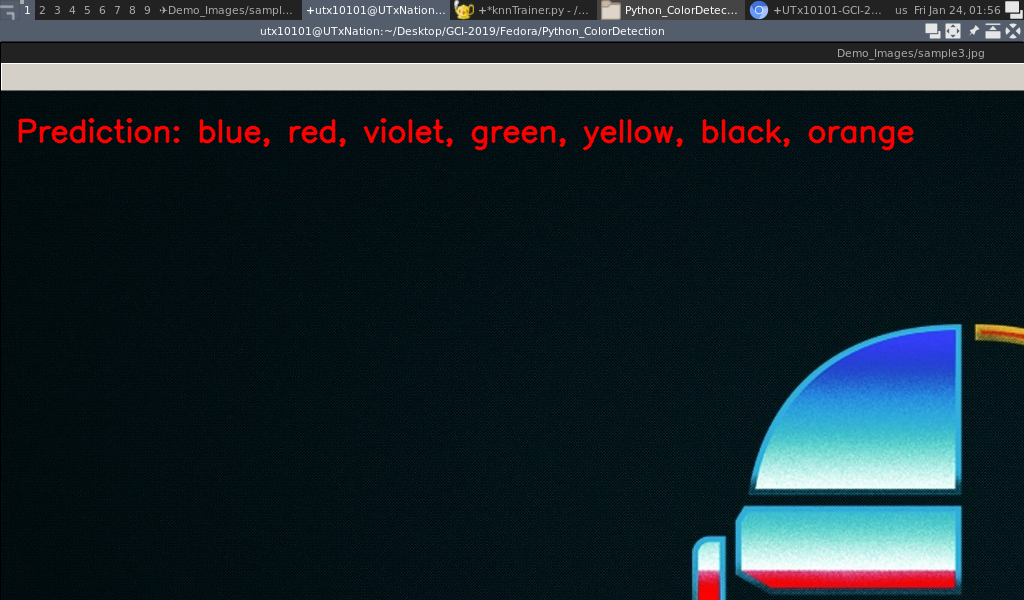 1 2 3 4 5 6 7 8 9 ✈Demo_Images/sampl... +utx10101@UTxNation... +*knnTrainer.py - /... Python_ColorDetec... +UTx10101-GCI-2... us Fri Jan 24, 01:56
utx10101@UTxNation:~/Desktop/GCI-2019/Fedora/Python_ColorDetection
Demo_Images/sample3.jpg
Prediction: blue, red, violet, green, yellow, black, orange